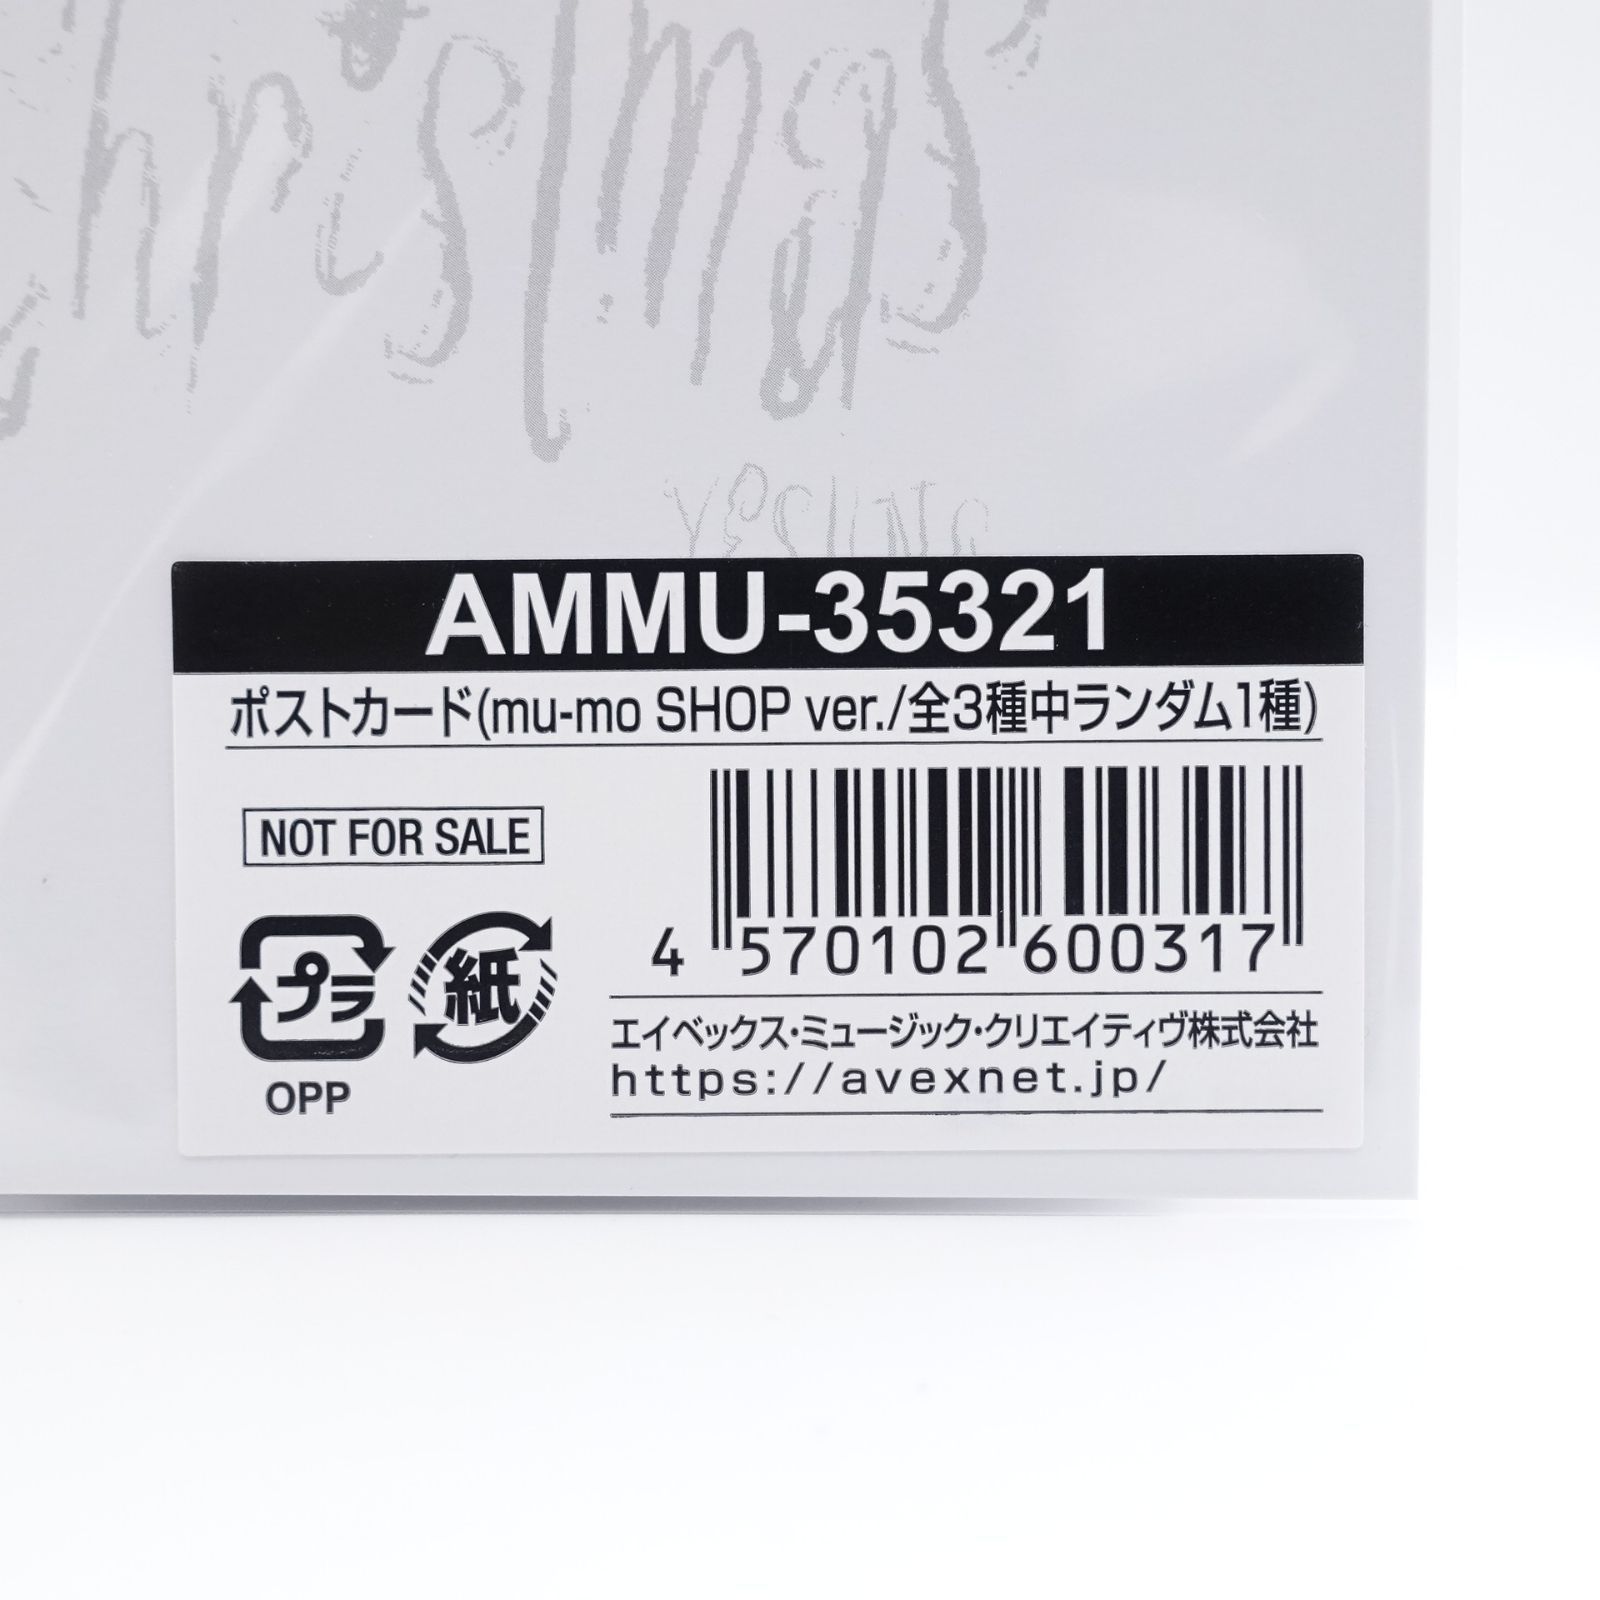 Christmas
YESUNG
AMMU-35321
ポストカード(mu-mo SHOP ver./全3種中ランダム1種)
NOT FOR SALE
4 570102 600317
プラ
紙
OPP
エイベックス・ミュージック・クリエイティヴ株式会社
https://avexnet.jp/